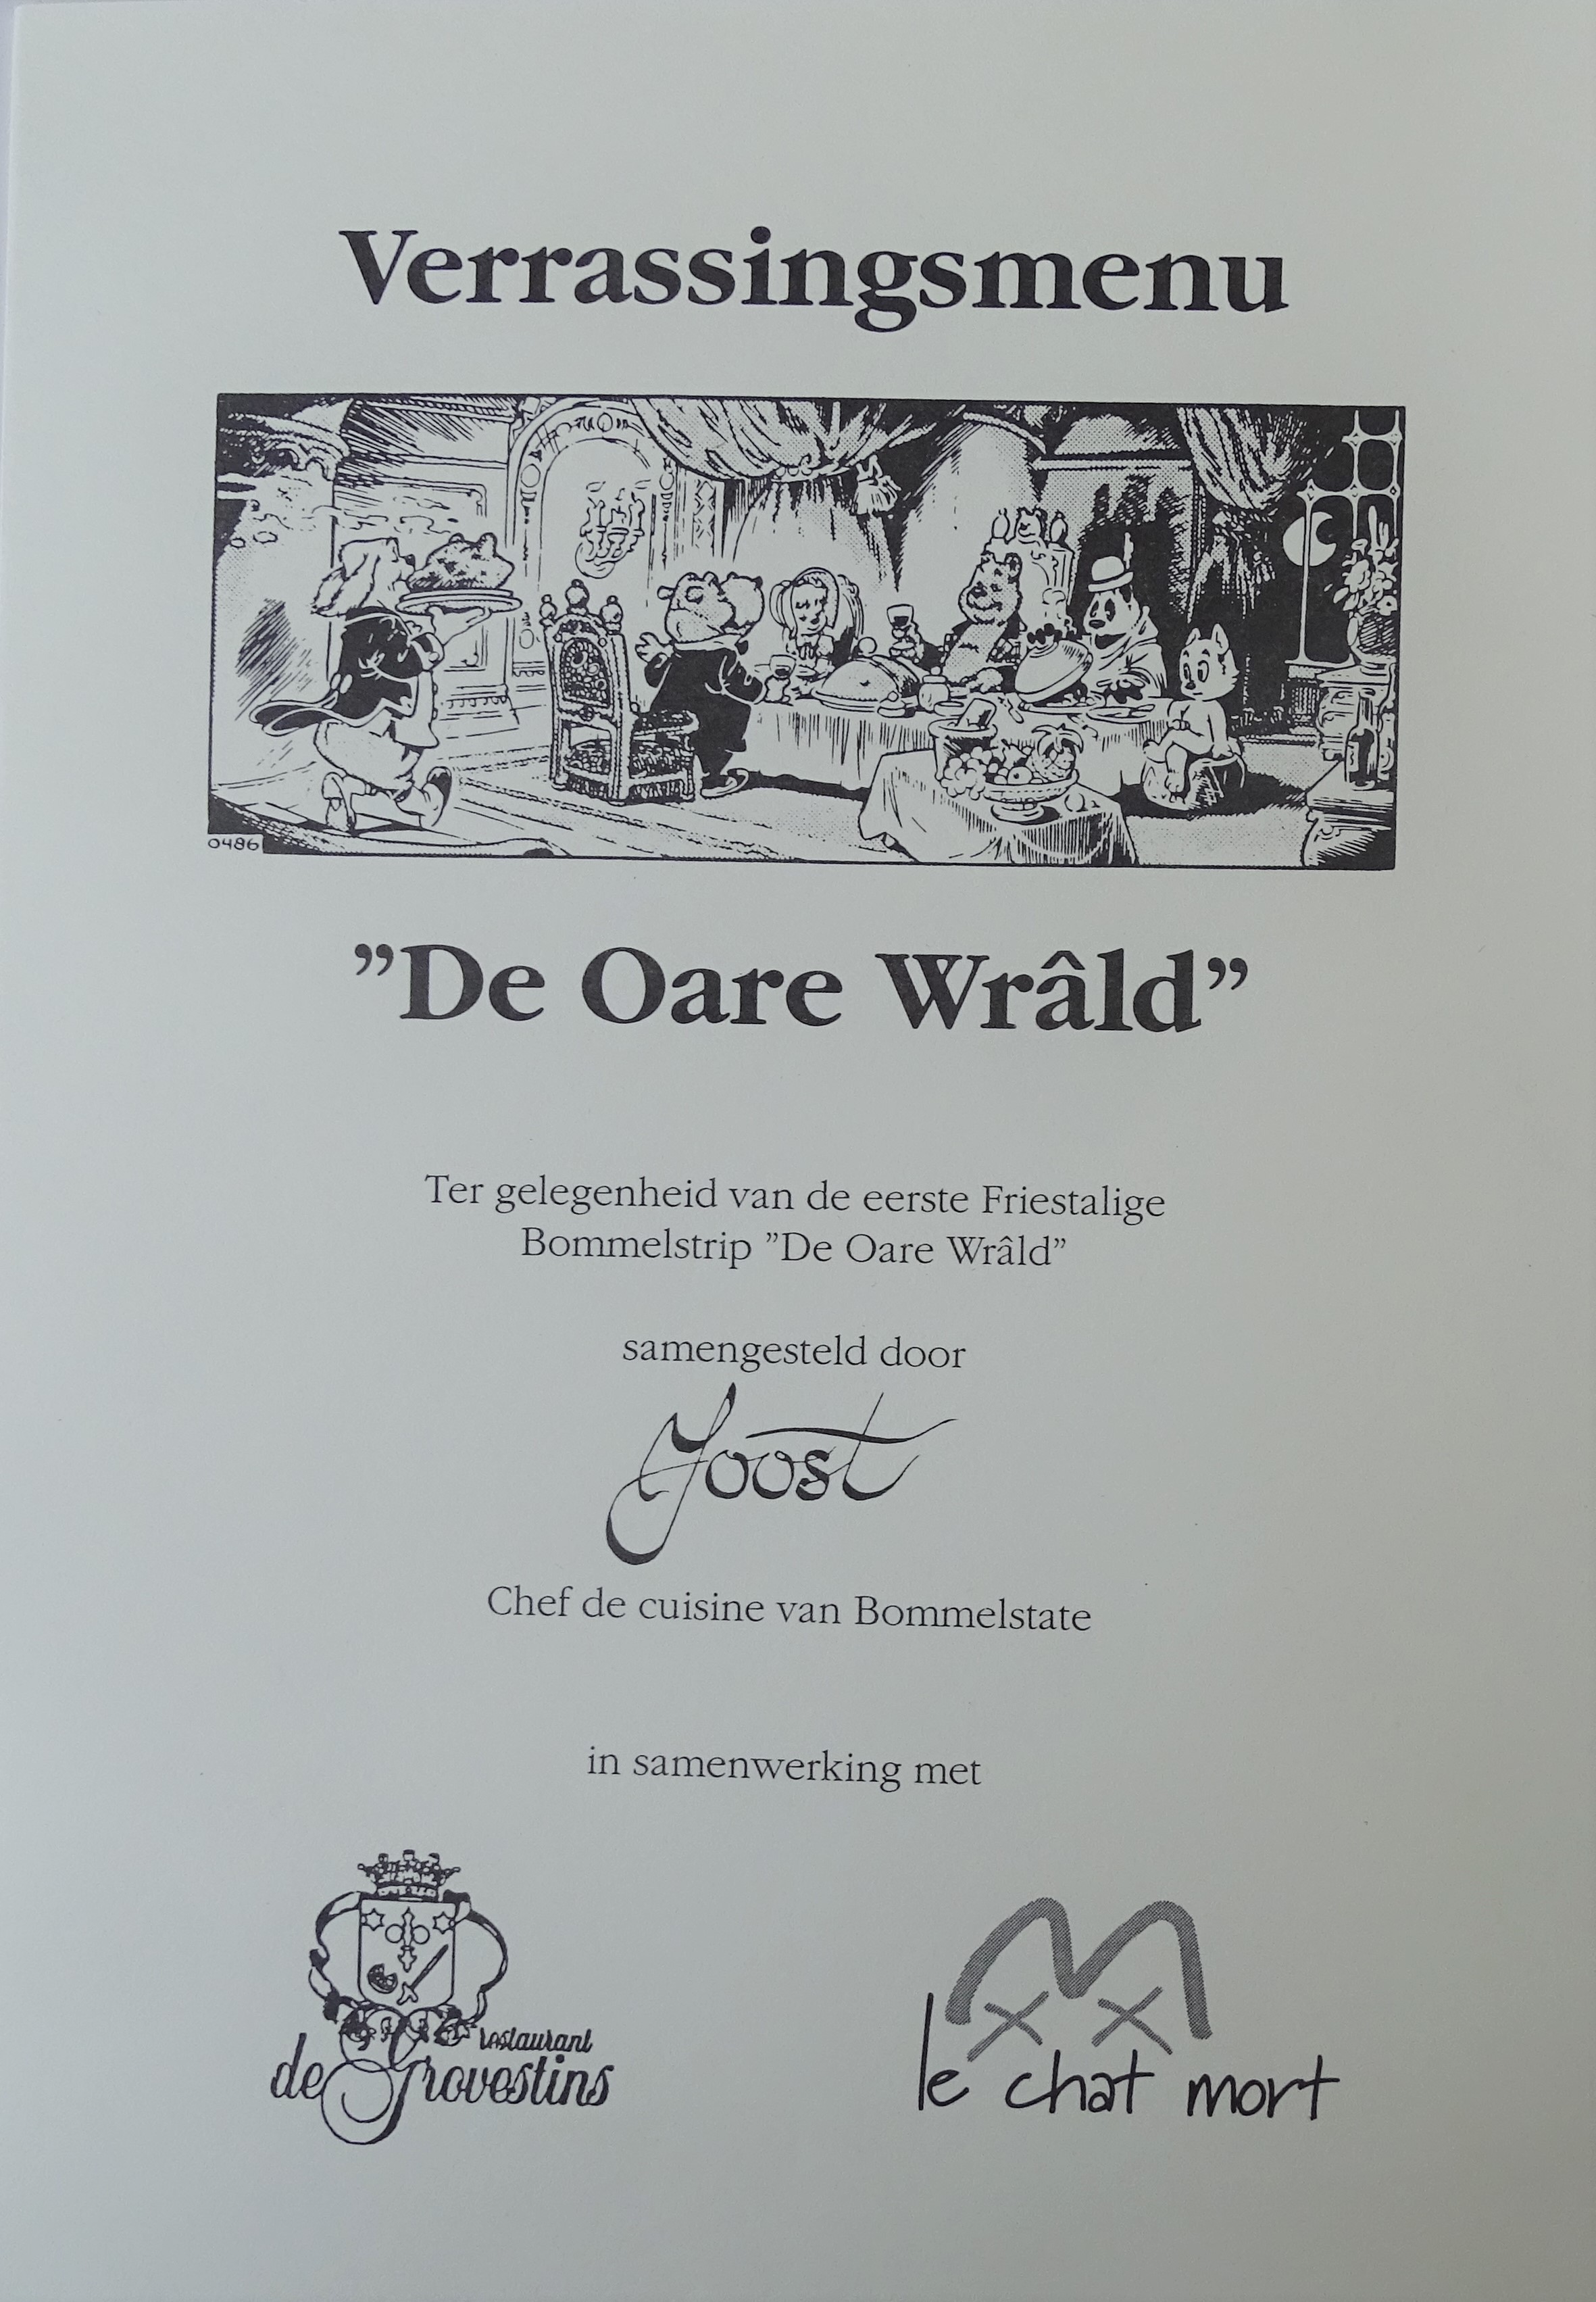 Verrassingsmenu
0486
”De Oare Wrâld”
Ter gelegenheid van de eerste Friestalige
Bommelstrip ”De Oare Wrâld”
samengesteld door
Joost
Chef de cuisine van Bommelstate
in samenwerking met
restaurant
de Grovestins
le chat mort